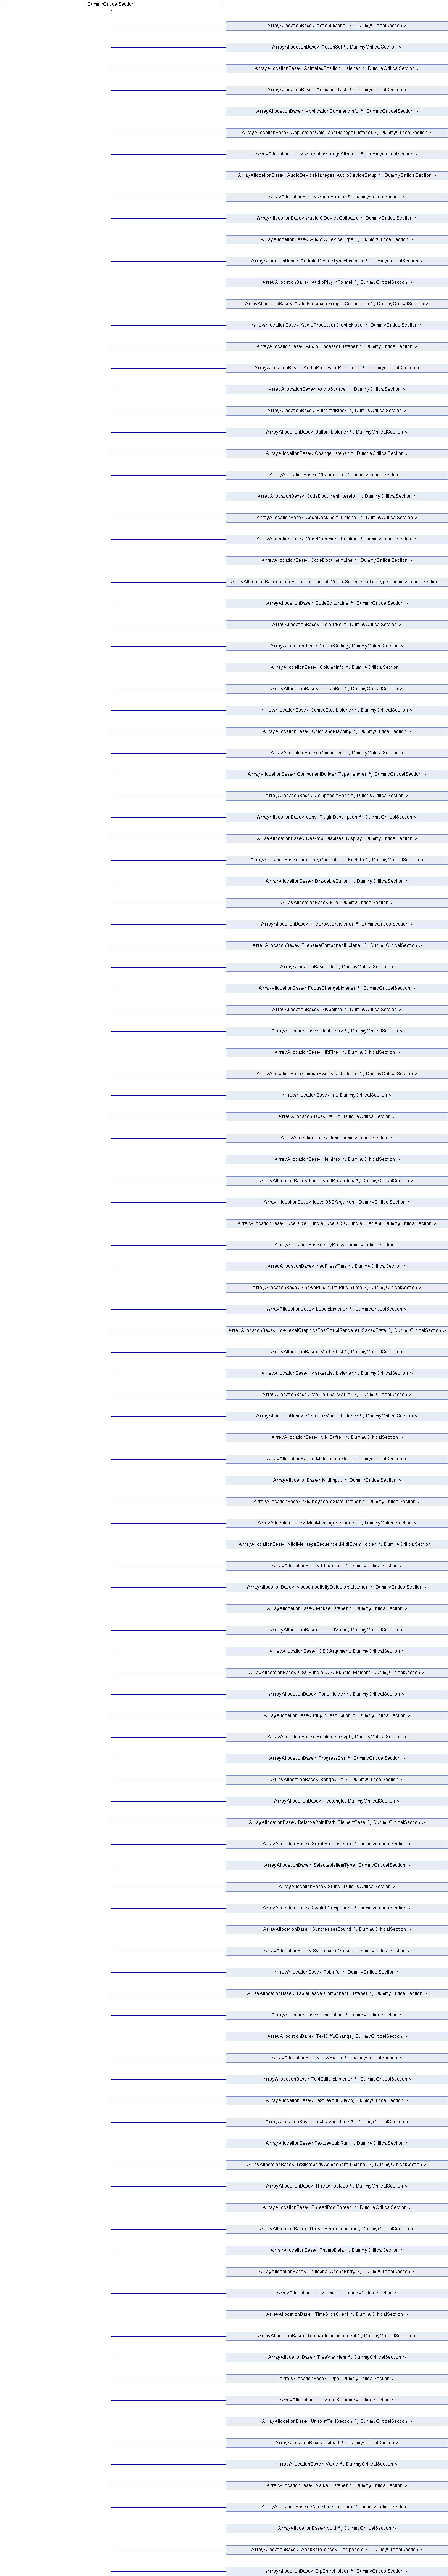 DummyCriticalSection
ArrayAllocationBase< ActionListener *, DummyCriticalSection >
ArrayAllocationBase< ActionSet *, DummyCriticalSection >
ArrayAllocationBase< AnimatedPosition::Listener *, DummyCriticalSection >
ArrayAllocationBase< AnimationTask *, DummyCriticalSection >
ArrayAllocationBase< ApplicationCommandInfo *, DummyCriticalSection >
ArrayAllocationBase< ApplicationCommandManagerListener *, DummyCriticalSection >
ArrayAllocationBase< AttributedString::Attribute *, DummyCriticalSection >
ArrayAllocationBase< AudioDeviceManager::AudioDeviceSetup *, DummyCriticalSection >
ArrayAllocationBase< AudioFormat *, DummyCriticalSection >
ArrayAllocationBase< AudioIODeviceCallback *, DummyCriticalSection >
ArrayAllocationBase< AudioIODeviceType *, DummyCriticalSection >
ArrayAllocationBase< AudioIODeviceType::Listener *, DummyCriticalSection >
ArrayAllocationBase< AudioPluginFormat *, DummyCriticalSection >
ArrayAllocationBase< AudioProcessorGraph::Connection *, DummyCriticalSection >
ArrayAllocationBase< AudioProcessorGraph::Node *, DummyCriticalSection >
ArrayAllocationBase< AudioProcessorListener *, DummyCriticalSection >
ArrayAllocationBase< AudioProcessorParameter *, DummyCriticalSection >
ArrayAllocationBase< AudioSource *, DummyCriticalSection >
ArrayAllocationBase< BufferedBlock *, DummyCriticalSection >
ArrayAllocationBase< Button::Listener *, DummyCriticalSection >
ArrayAllocationBase< ChangeListener *, DummyCriticalSection >
ArrayAllocationBase< ChannelInfo *, DummyCriticalSection >
ArrayAllocationBase< CodeDocument::Iterator *, DummyCriticalSection >
ArrayAllocationBase< CodeDocument::Listener *, DummyCriticalSection >
ArrayAllocationBase< CodeDocument::Position *, DummyCriticalSection >
ArrayAllocationBase< CodeDocumentLine *, DummyCriticalSection >
ArrayAllocationBase< CodeEditorComponent::ColourScheme::TokenType, DummyCriticalSection >
ArrayAllocationBase< CodeEditorLine *, DummyCriticalSection >
ArrayAllocationBase< ColourPoint, DummyCriticalSection >
ArrayAllocationBase< ColourSetting, DummyCriticalSection >
ArrayAllocationBase< ColumnInfo *, DummyCriticalSection >
ArrayAllocationBase< ComboBox *, DummyCriticalSection >
ArrayAllocationBase< ComboBox::Listener *, DummyCriticalSection >
ArrayAllocationBase< CommandMapping *, DummyCriticalSection >
ArrayAllocationBase< Component *, DummyCriticalSection >
ArrayAllocationBase< ComponentBuilder::TypeHandler *, DummyCriticalSection >
ArrayAllocationBase< ComponentPeer *, DummyCriticalSection >
ArrayAllocationBase< const PluginDescription *, DummyCriticalSection >
ArrayAllocationBase< Desktop::Displays::Display, DummyCriticalSection >
ArrayAllocationBase< DirectoryContentsList::FileInfo *, DummyCriticalSection >
ArrayAllocationBase< DrawableButton *, DummyCriticalSection >
ArrayAllocationBase< File, DummyCriticalSection >
ArrayAllocationBase< FileBrowserListener *, DummyCriticalSection >
ArrayAllocationBase< FilenameComponentListener *, DummyCriticalSection >
ArrayAllocationBase< float, DummyCriticalSection >
ArrayAllocationBase< FocusChangeListener *, DummyCriticalSection >
ArrayAllocationBase< GlyphInfo *, DummyCriticalSection >
ArrayAllocationBase< HashEntry *, DummyCriticalSection >
ArrayAllocationBase< IIRFilter *, DummyCriticalSection >
ArrayAllocationBase< ImagePixelData::Listener *, DummyCriticalSection >
ArrayAllocationBase< int, DummyCriticalSection >
ArrayAllocationBase< Item *, DummyCriticalSection >
ArrayAllocationBase< Item, DummyCriticalSection >
ArrayAllocationBase< ItemInfo *, DummyCriticalSection >
ArrayAllocationBase< ItemLayoutProperties *, DummyCriticalSection >
ArrayAllocationBase< juce::OSCArgument, DummyCriticalSection >
ArrayAllocationBase< juce::OSCBundle::juce::OSCBundle::Element, DummyCriticalSection >
ArrayAllocationBase< KeyPress, DummyCriticalSection >
ArrayAllocationBase< KeyPressTime *, DummyCriticalSection >
ArrayAllocationBase< KnownPluginList::PluginTree *, DummyCriticalSection >
ArrayAllocationBase< Label::Listener *, DummyCriticalSection >
ArrayAllocationBase< LowLevelGraphicsPostScriptRenderer::SavedState *, DummyCriticalSection >
ArrayAllocationBase< MarkerList *, DummyCriticalSection >
ArrayAllocationBase< MarkerList::Listener *, DummyCriticalSection >
ArrayAllocationBase< MarkerList::Marker *, DummyCriticalSection >
ArrayAllocationBase< MenuBarModel::Listener *, DummyCriticalSection >
ArrayAllocationBase< MidiBuffer *, DummyCriticalSection >
ArrayAllocationBase< MidiCallbackInfo, DummyCriticalSection >
ArrayAllocationBase< MidiInput *, DummyCriticalSection >
ArrayAllocationBase< MidiKeyboardStateListener *, DummyCriticalSection >
ArrayAllocationBase< MidiMessageSequence *, DummyCriticalSection >
ArrayAllocationBase< MidiMessageSequence::MidiEventHolder *, DummyCriticalSection >
ArrayAllocationBase< ModalItem *, DummyCriticalSection >
ArrayAllocationBase< MouseInactivityDetector::Listener *, DummyCriticalSection >
ArrayAllocationBase< MouseListener *, DummyCriticalSection >
ArrayAllocationBase< NamedValue, DummyCriticalSection >
ArrayAllocationBase< OSCArgument, DummyCriticalSection >
ArrayAllocationBase< OSCBundle::OSCBundle::Element, DummyCriticalSection >
ArrayAllocationBase< PanelHolder *, DummyCriticalSection >
ArrayAllocationBase< PluginDescription *, DummyCriticalSection >
ArrayAllocationBase< PositionedGlyph, DummyCriticalSection >
ArrayAllocationBase< ProgressBar *, DummyCriticalSection >
ArrayAllocationBase< Range< int >, DummyCriticalSection >
ArrayAllocationBase< Rectangle, DummyCriticalSection >
ArrayAllocationBase< RelativePointPath::ElementBase *, DummyCriticalSection >
ArrayAllocationBase< ScrollBar::Listener *, DummyCriticalSection >
ArrayAllocationBase< SelectableItemType, DummyCriticalSection >
ArrayAllocationBase< String, DummyCriticalSection >
ArrayAllocationBase< SwatchComponent *, DummyCriticalSection >
ArrayAllocationBase< SynthesiserSound *, DummyCriticalSection >
ArrayAllocationBase< SynthesiserVoice *, DummyCriticalSection >
ArrayAllocationBase< TabInfo *, DummyCriticalSection >
ArrayAllocationBase< TableHeaderComponent::Listener *, DummyCriticalSection >
ArrayAllocationBase< TextButton *, DummyCriticalSection >
ArrayAllocationBase< TextDiff::Change, DummyCriticalSection >
ArrayAllocationBase< TextEditor *, DummyCriticalSection >
ArrayAllocationBase< TextEditor::Listener *, DummyCriticalSection >
ArrayAllocationBase< TextLayout::Glyph, DummyCriticalSection >
ArrayAllocationBase< TextLayout::Line *, DummyCriticalSection >
ArrayAllocationBase< TextLayout::Run *, DummyCriticalSection >
ArrayAllocationBase< TextPropertyComponent::Listener *, DummyCriticalSection >
ArrayAllocationBase< ThreadPoolJob *, DummyCriticalSection >
ArrayAllocationBase< ThreadPoolThread *, DummyCriticalSection >
ArrayAllocationBase< ThreadRecursionCount, DummyCriticalSection >
ArrayAllocationBase< ThumbData *, DummyCriticalSection >
ArrayAllocationBase< ThumbnailCacheEntry *, DummyCriticalSection >
ArrayAllocationBase< Timer *, DummyCriticalSection >
ArrayAllocationBase< TimeSliceClient *, DummyCriticalSection >
ArrayAllocationBase< ToolbarItemComponent *, DummyCriticalSection >
ArrayAllocationBase< TreeViewItem *, DummyCriticalSection >
ArrayAllocationBase< Type, DummyCriticalSection >
ArrayAllocationBase< uint8, DummyCriticalSection >
ArrayAllocationBase< UniformTextSection *, DummyCriticalSection >
ArrayAllocationBase< Upload *, DummyCriticalSection >
ArrayAllocationBase< Value *, DummyCriticalSection >
ArrayAllocationBase< Value::Listener *, DummyCriticalSection >
ArrayAllocationBase< ValueTree::Listener *, DummyCriticalSection >
ArrayAllocationBase< void *, DummyCriticalSection >
ArrayAllocationBase< WeakReference< Component >, DummyCriticalSection >
ArrayAllocationBase< ZipEntryHolder *, DummyCriticalSection >